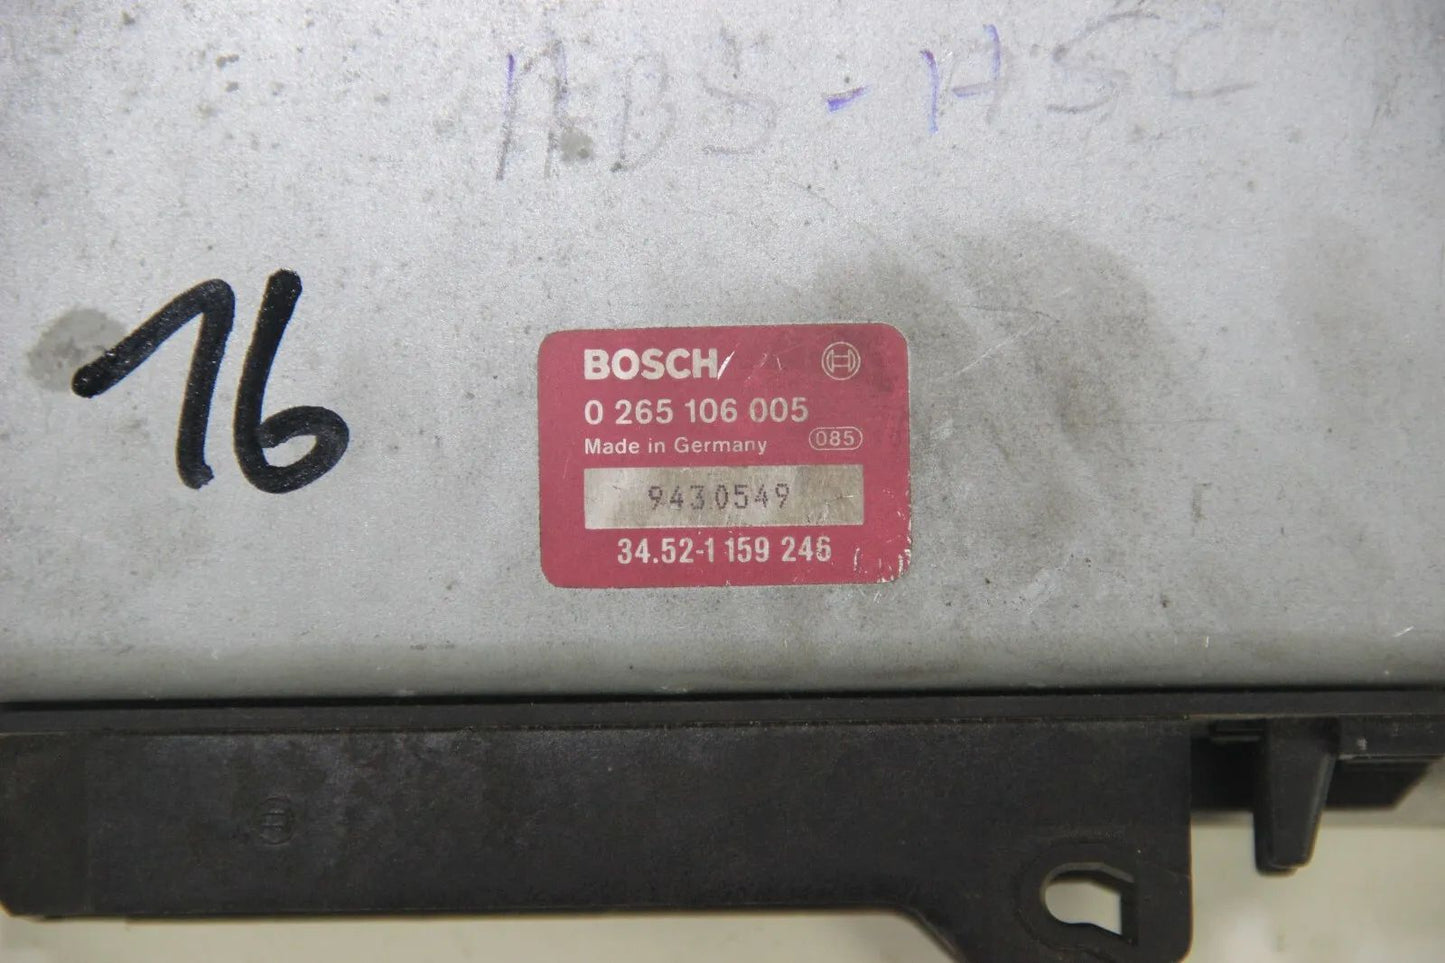 ABS - ASC
16
BOSCH
0 265 106 005
Made in Germany 085
9430549
34.52-1 159 246